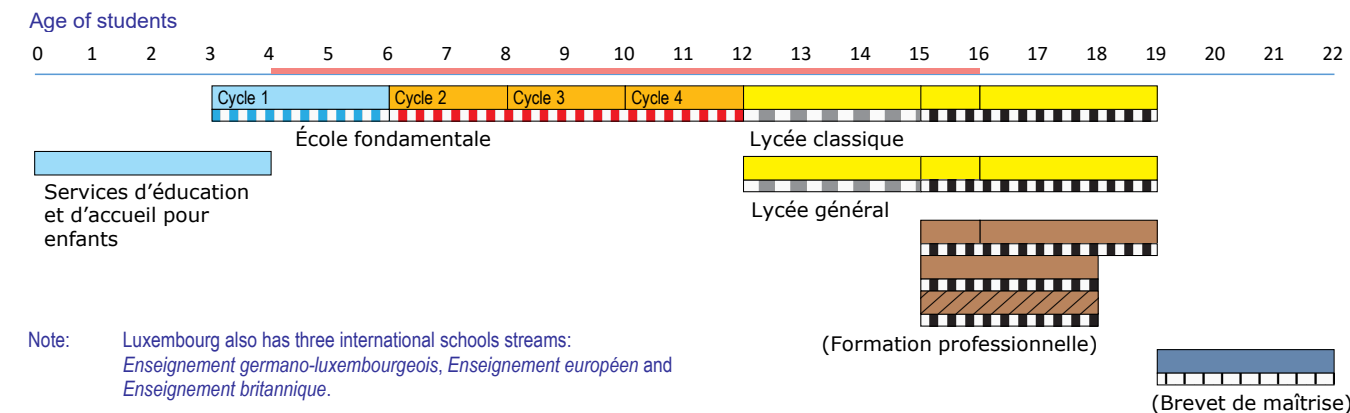 Age of students
0 1 2 3 4 5 6 7 8 9 10 11 12 13 14 15 16 17 18 19 20 21 22
Cycle 1 Cycle 2 Cycle 3 Cycle 4
École fondamentale Lycée classique
Services d’éducation
et d’accueil pour
enfants
Lycée général
(Formation professionnelle)
Note: Luxembourg also has three international schools streams:
Enseignement germano-luxembourgeois, Enseignement européen and
Enseignement britannique.
(Brevet de maîtrise)